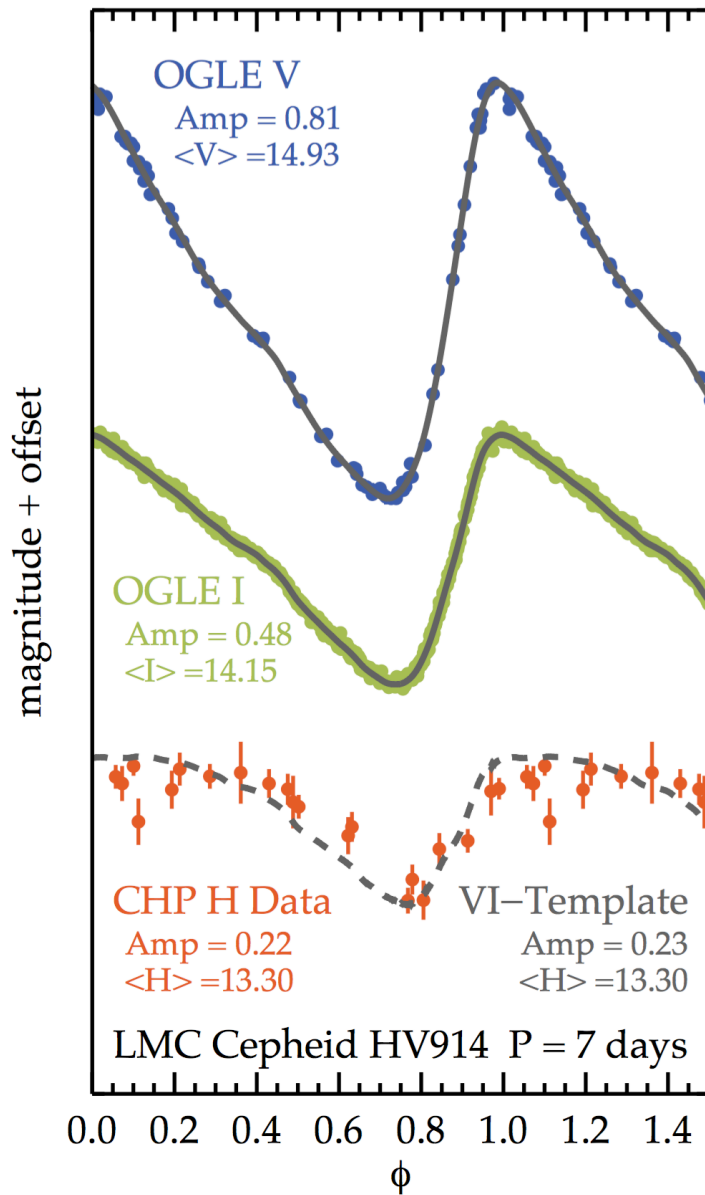 OGLE V
Amp = 0.81
<V> =14.93
OGLE I
Amp = 0.48
<I> =14.15
CHP H Data
Amp = 0.22
<H> =13.30
VI–Template
Amp = 0.23
<H> =13.30
LMC Cepheid HV914 P = 7 days
magnitude + offset
0.0 0.2 0.4 0.6 0.8 1.0 1.2 1.4
ϕ